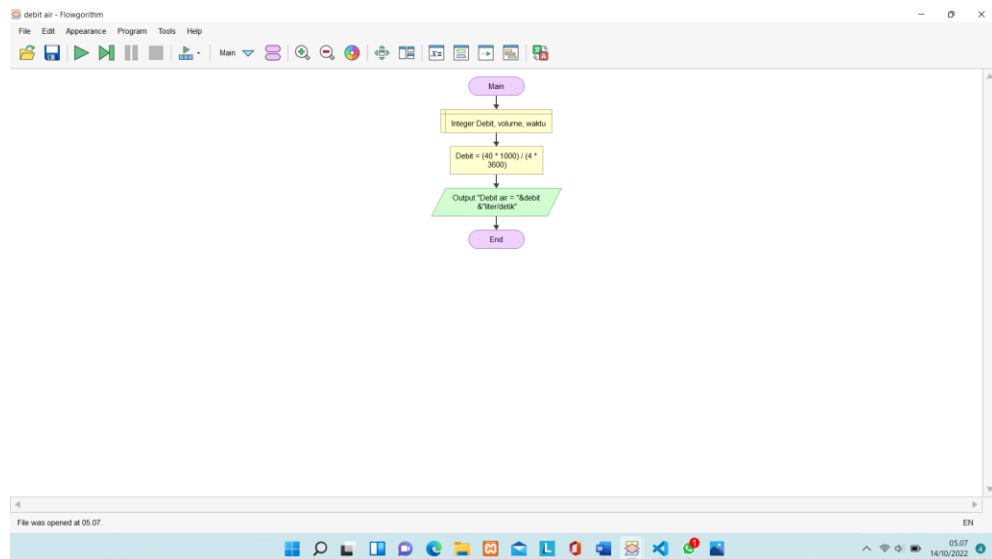 debit air - Flowgorithm
File Edit Appearance Program Tools Help
Main
Main
Integer Debit, volume, waktu
Debit = (40 * 1000) / (4 *
3600)
Output "Debit air = "&debit
&"liter/detik"
End
File was opened at 05.07.
EN
05.07
14/10/2022